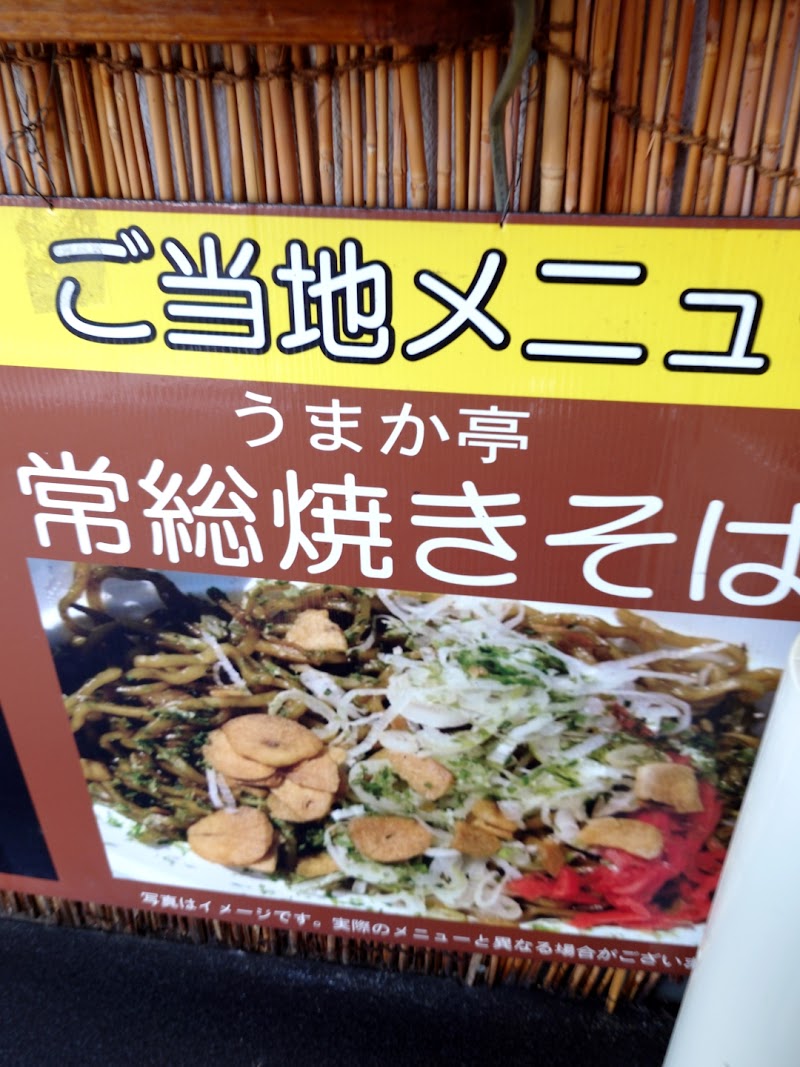 ご当地メニュ
うまか亭
常総焼きそば
写真はイメージです。実際のメニューと異なる場合がございま